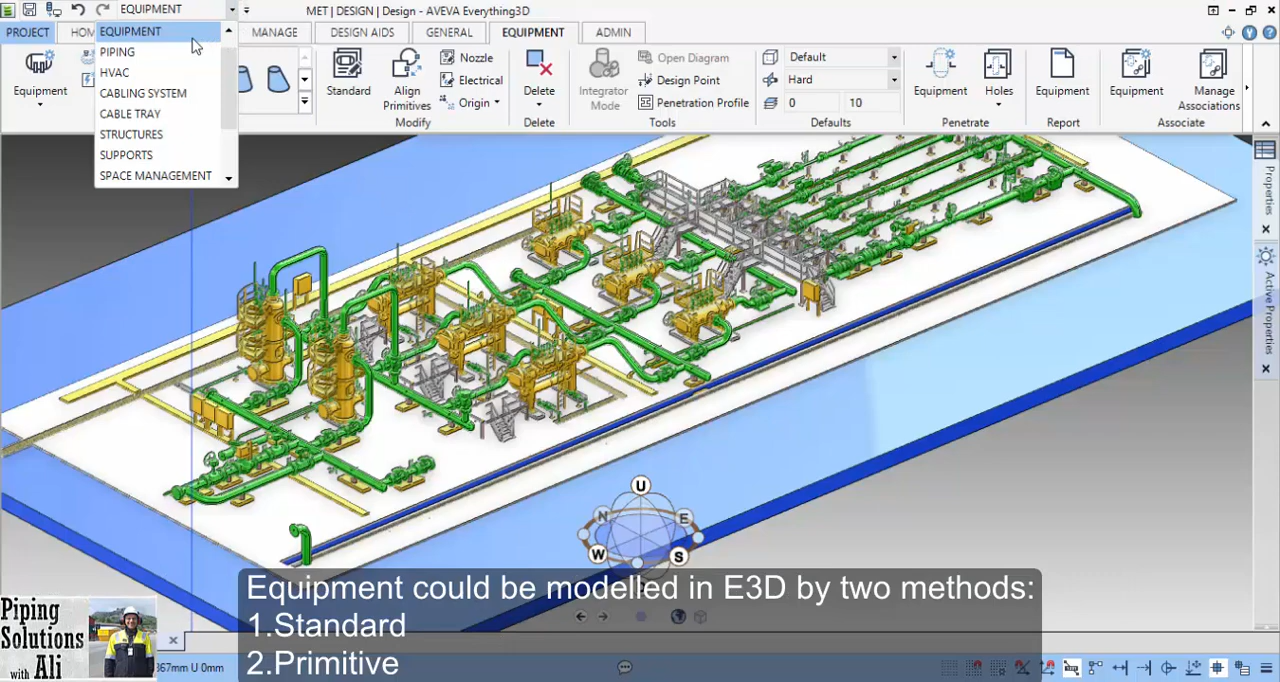 EQUIPMENT
MET | DESIGN | Design - AVEVA Everything3D
PROJECT
MANAGE
DESIGN AIDS
GENERAL
EQUIPMENT
ADMIN
EQUIPMENT
PIPING
HVAC
CABLING SYSTEM
CABLE TRAY
STRUCTURES
SUPPORTS
SPACE MANAGEMENT
Equipment
Standard
Align
Primitives
Nozzle
Electrical
Origin
Modify
Delete
Delete
Integrator
Mode
Open Diagram
Design Point
Penetration Profile
Tools
Default
Hard
0 10
Defaults
Equipment
Holes
Penetrate
Equipment
Report
Equipment
Manage
Associations
Associate
Properties
Active Properties
U
N
E
W
S
Equipment could be modelled in E3D by two methods:
1.Standard
2.Primitive
Piping
Solutions
with Ali
367mm U 0mm